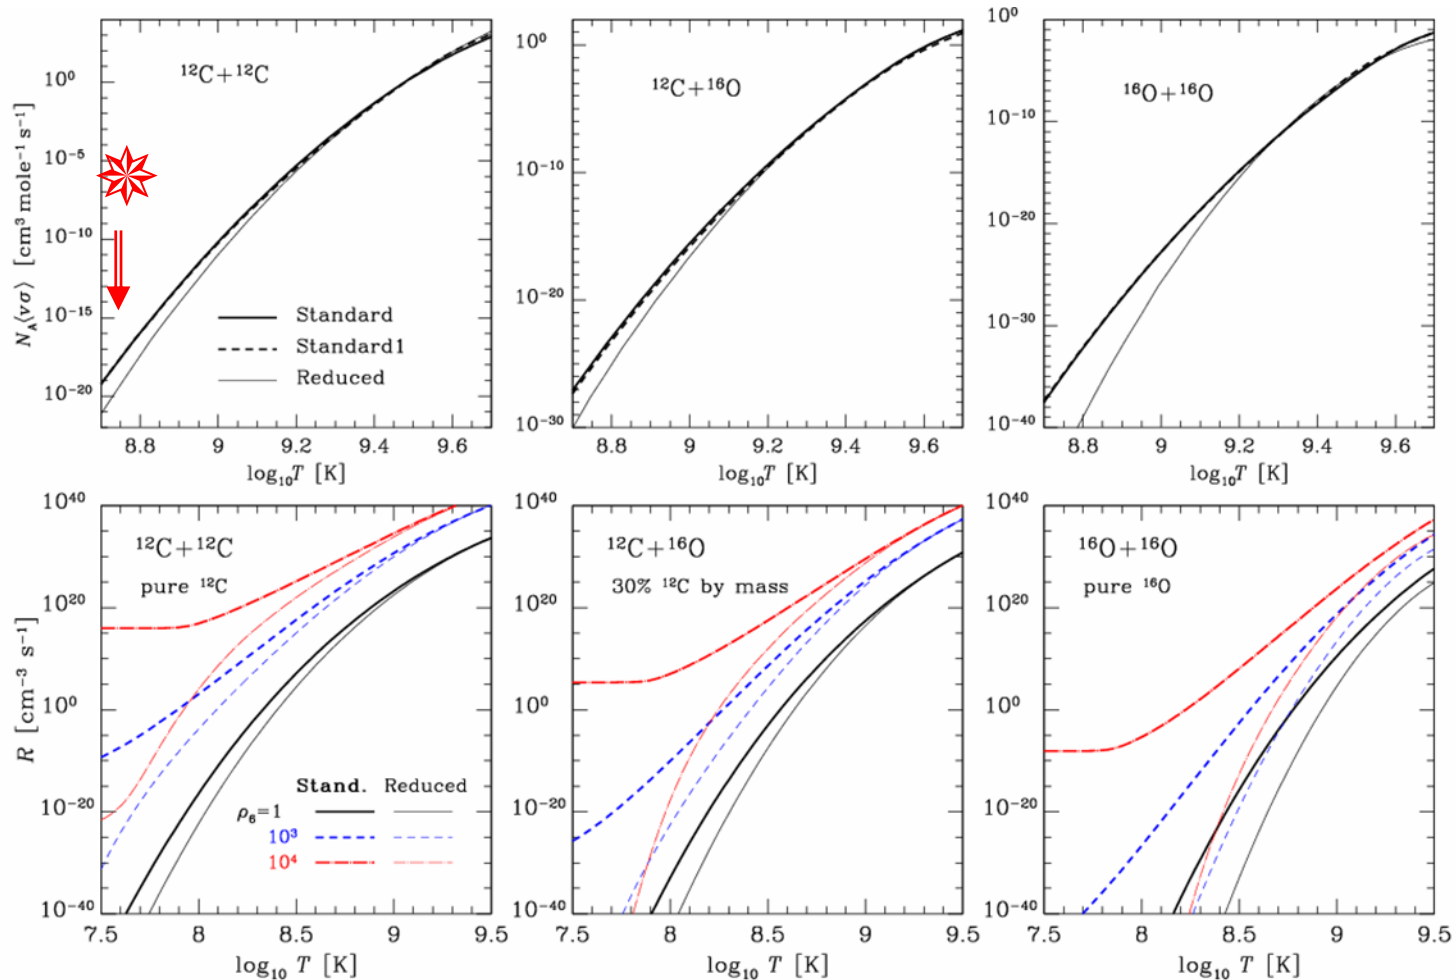 ¹²C+¹²C
N_A⟨vσ⟩ [cm³ mole⁻¹ s⁻¹]
10⁰
10⁻⁵
10⁻¹⁰
10⁻¹⁵
10⁻²⁰
Standard
Standard1
Reduced
8.8 9 9.2 9.4 9.6
log₁₀T [K]
¹²C+¹⁶O
10⁰
10⁻¹⁰
10⁻²⁰
10⁻³⁰
8.8 9 9.2 9.4 9.6
log₁₀T [K]
¹⁶O+¹⁶O
10⁰
10⁻¹⁰
10⁻²⁰
10⁻³⁰
10⁻⁴⁰
8.8 9 9.2 9.4 9.6
log₁₀T [K]
¹²C+¹²C
pure ¹²C
R [cm⁻³ s⁻¹]
10⁴⁰
10²⁰
10⁰
10⁻²⁰
10⁻⁴⁰
Stand. Reduced
ρ₆=1
10³
10⁴
7.5 8 8.5 9 9.5
log₁₀ T [K]
¹²C+¹⁶O
30% ¹²C by mass
10⁴⁰
10²⁰
10⁰
10⁻²⁰
10⁻⁴⁰
7.5 8 8.5 9 9.5
log₁₀ T [K]
¹⁶O+¹⁶O
pure ¹⁶O
10⁴⁰
10²⁰
10⁰
10⁻²⁰
10⁻⁴⁰
7.5 8 8.5 9 9.5
log₁₀ T [K]